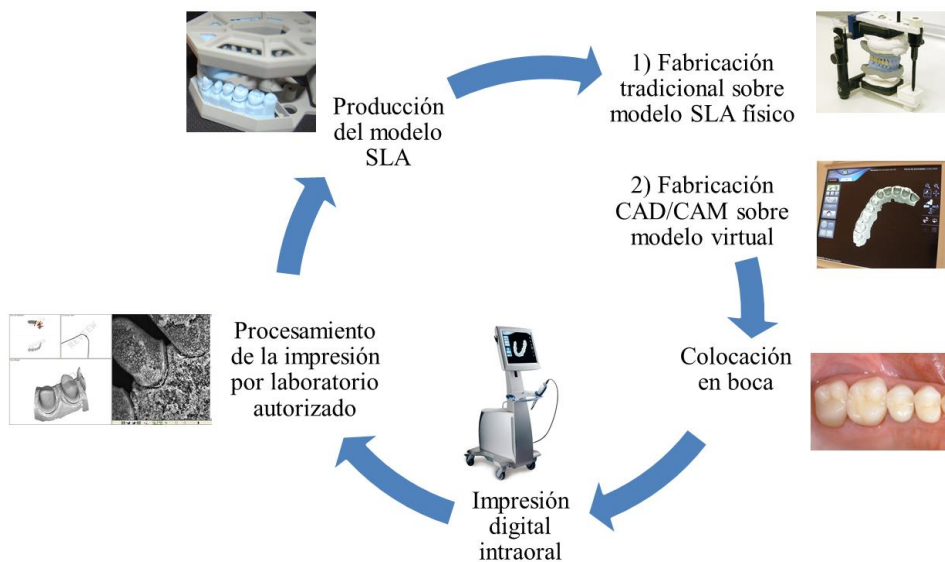 Producción
del modelo
SLA
1) Fabricación
tradicional sobre
modelo SLA físico
2) Fabricación
CAD/CAM sobre
modelo virtual
Colocación
en boca
Impresión
digital
intraoral
Procesamiento
de la impresión
por laboratorio
autorizado